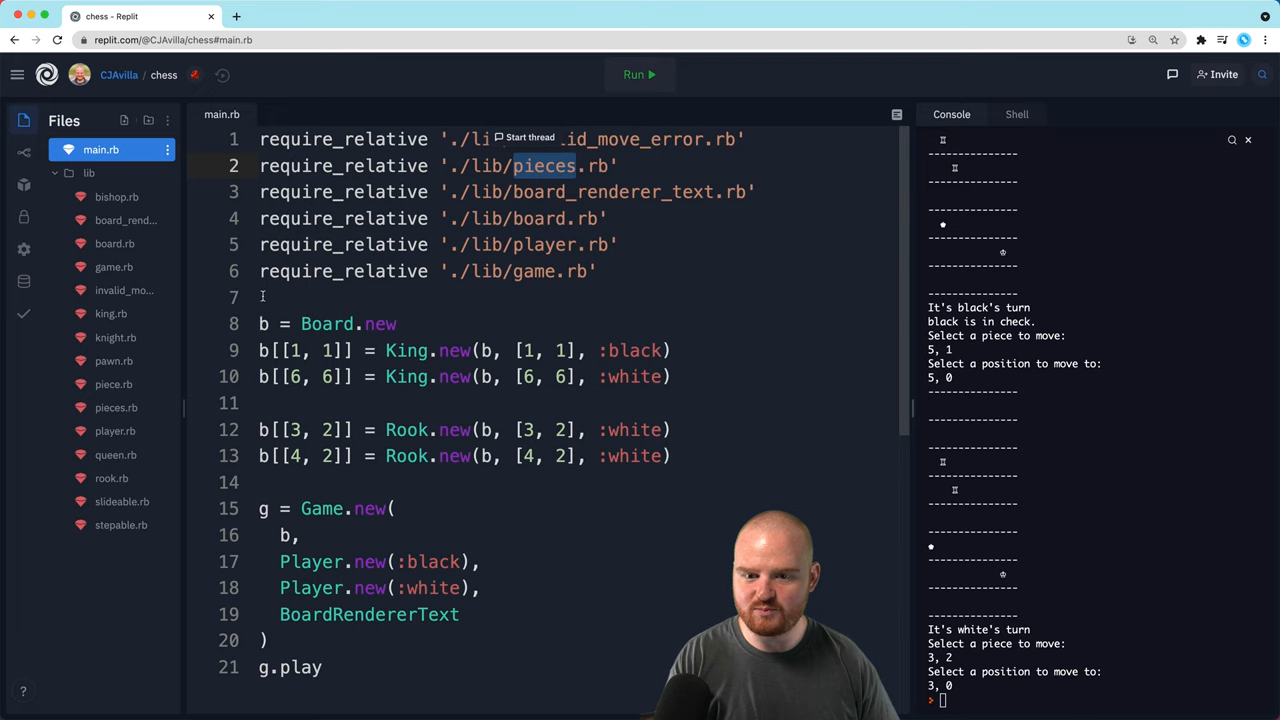 chess - Replit
replit.com/@CJAvilla/chess#main.rb
CJAvilla / chess
Run
Invite
Files
main.rb
lib
bishop.rb
board_rend...
board.rb
game.rb
invalid_mo...
king.rb
knight.rb
pawn.rb
piece.rb
pieces.rb
player.rb
queen.rb
rook.rb
slideable.rb
stepable.rb
?
main.rb
Start thread
1 require_relative './li id_move_error.rb'
2 require_relative './lib/pieces.rb'
3 require_relative './lib/board_renderer_text.rb'
4 require_relative './lib/board.rb'
5 require_relative './lib/player.rb'
6 require_relative './lib/game.rb'
7
8 b = Board.new
9 b[[1, 1]] = King.new(b, [1, 1], :black)
10 b[[6, 6]] = King.new(b, [6, 6], :white)
11
12 b[[3, 2]] = Rook.new(b, [3, 2], :white)
13 b[[4, 2]] = Rook.new(b, [4, 2], :white)
14
15 g = Game.new(
16 b,
17 Player.new(:black),
18 Player.new(:white),
19 BoardRendererText
20 )
21 g.play
Console Shell
♖
---------------
♖
---------------
---------------
♚
---------------
♔
---------------
---------------
It's black's turn
black is in check.
Select a piece to move:
5, 1
Select a position to move to:
5, 0
---------------
---------------
---------------
♖
---------------
♖
---------------
---------------
♚
---------------
♔
---------------
---------------
It's white's turn
Select a piece to move:
3, 2
Select a position to move to:
3, 0
>